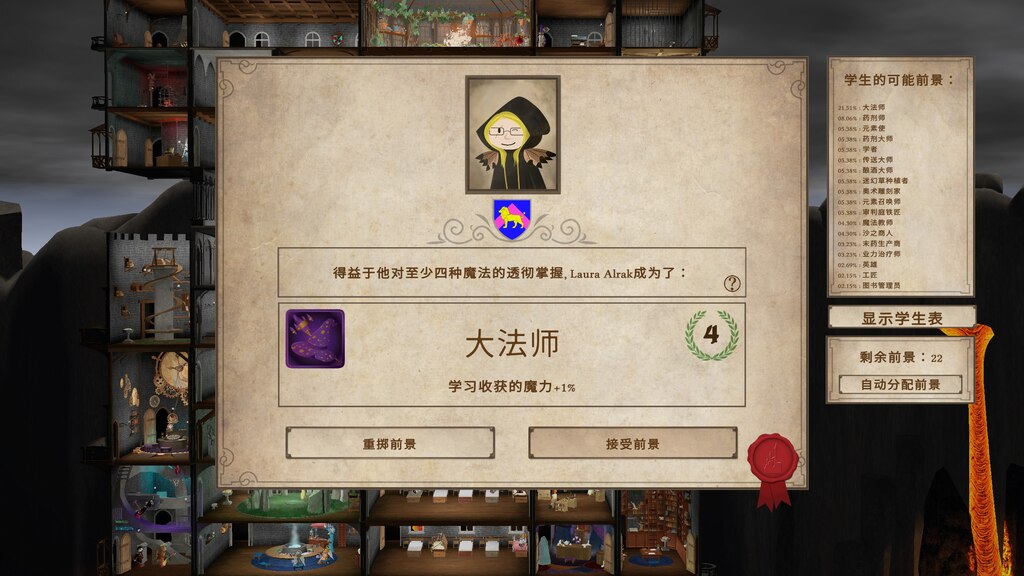 得益于他对至少四种魔法的透彻掌握, Laura Alrak成为了：
?
大法师
4
学习收获的魔力+1%
重掷前景
接受前景
学生的可能前景：
21.51% : 大法师
08.06% : 药剂师
05.38% : 元素使
05.38% : 药剂大师
05.38% : 学者
05.38% : 传送大师
05.38% : 酿酒大师
05.38% : 迷幻草种植者
05.38% : 奥术雕刻家
05.38% : 元素召唤师
05.38% : 审判庭铁匠
04.30% : 魔法教师
04.30% : 沙之商人
03.23% : 末药生产商
03.23% : 业力治疗师
02.69% : 英雄
02.15% : 工匠
02.15% : 图书管理员
显示学生表
剩余前景：22
自动分配前景